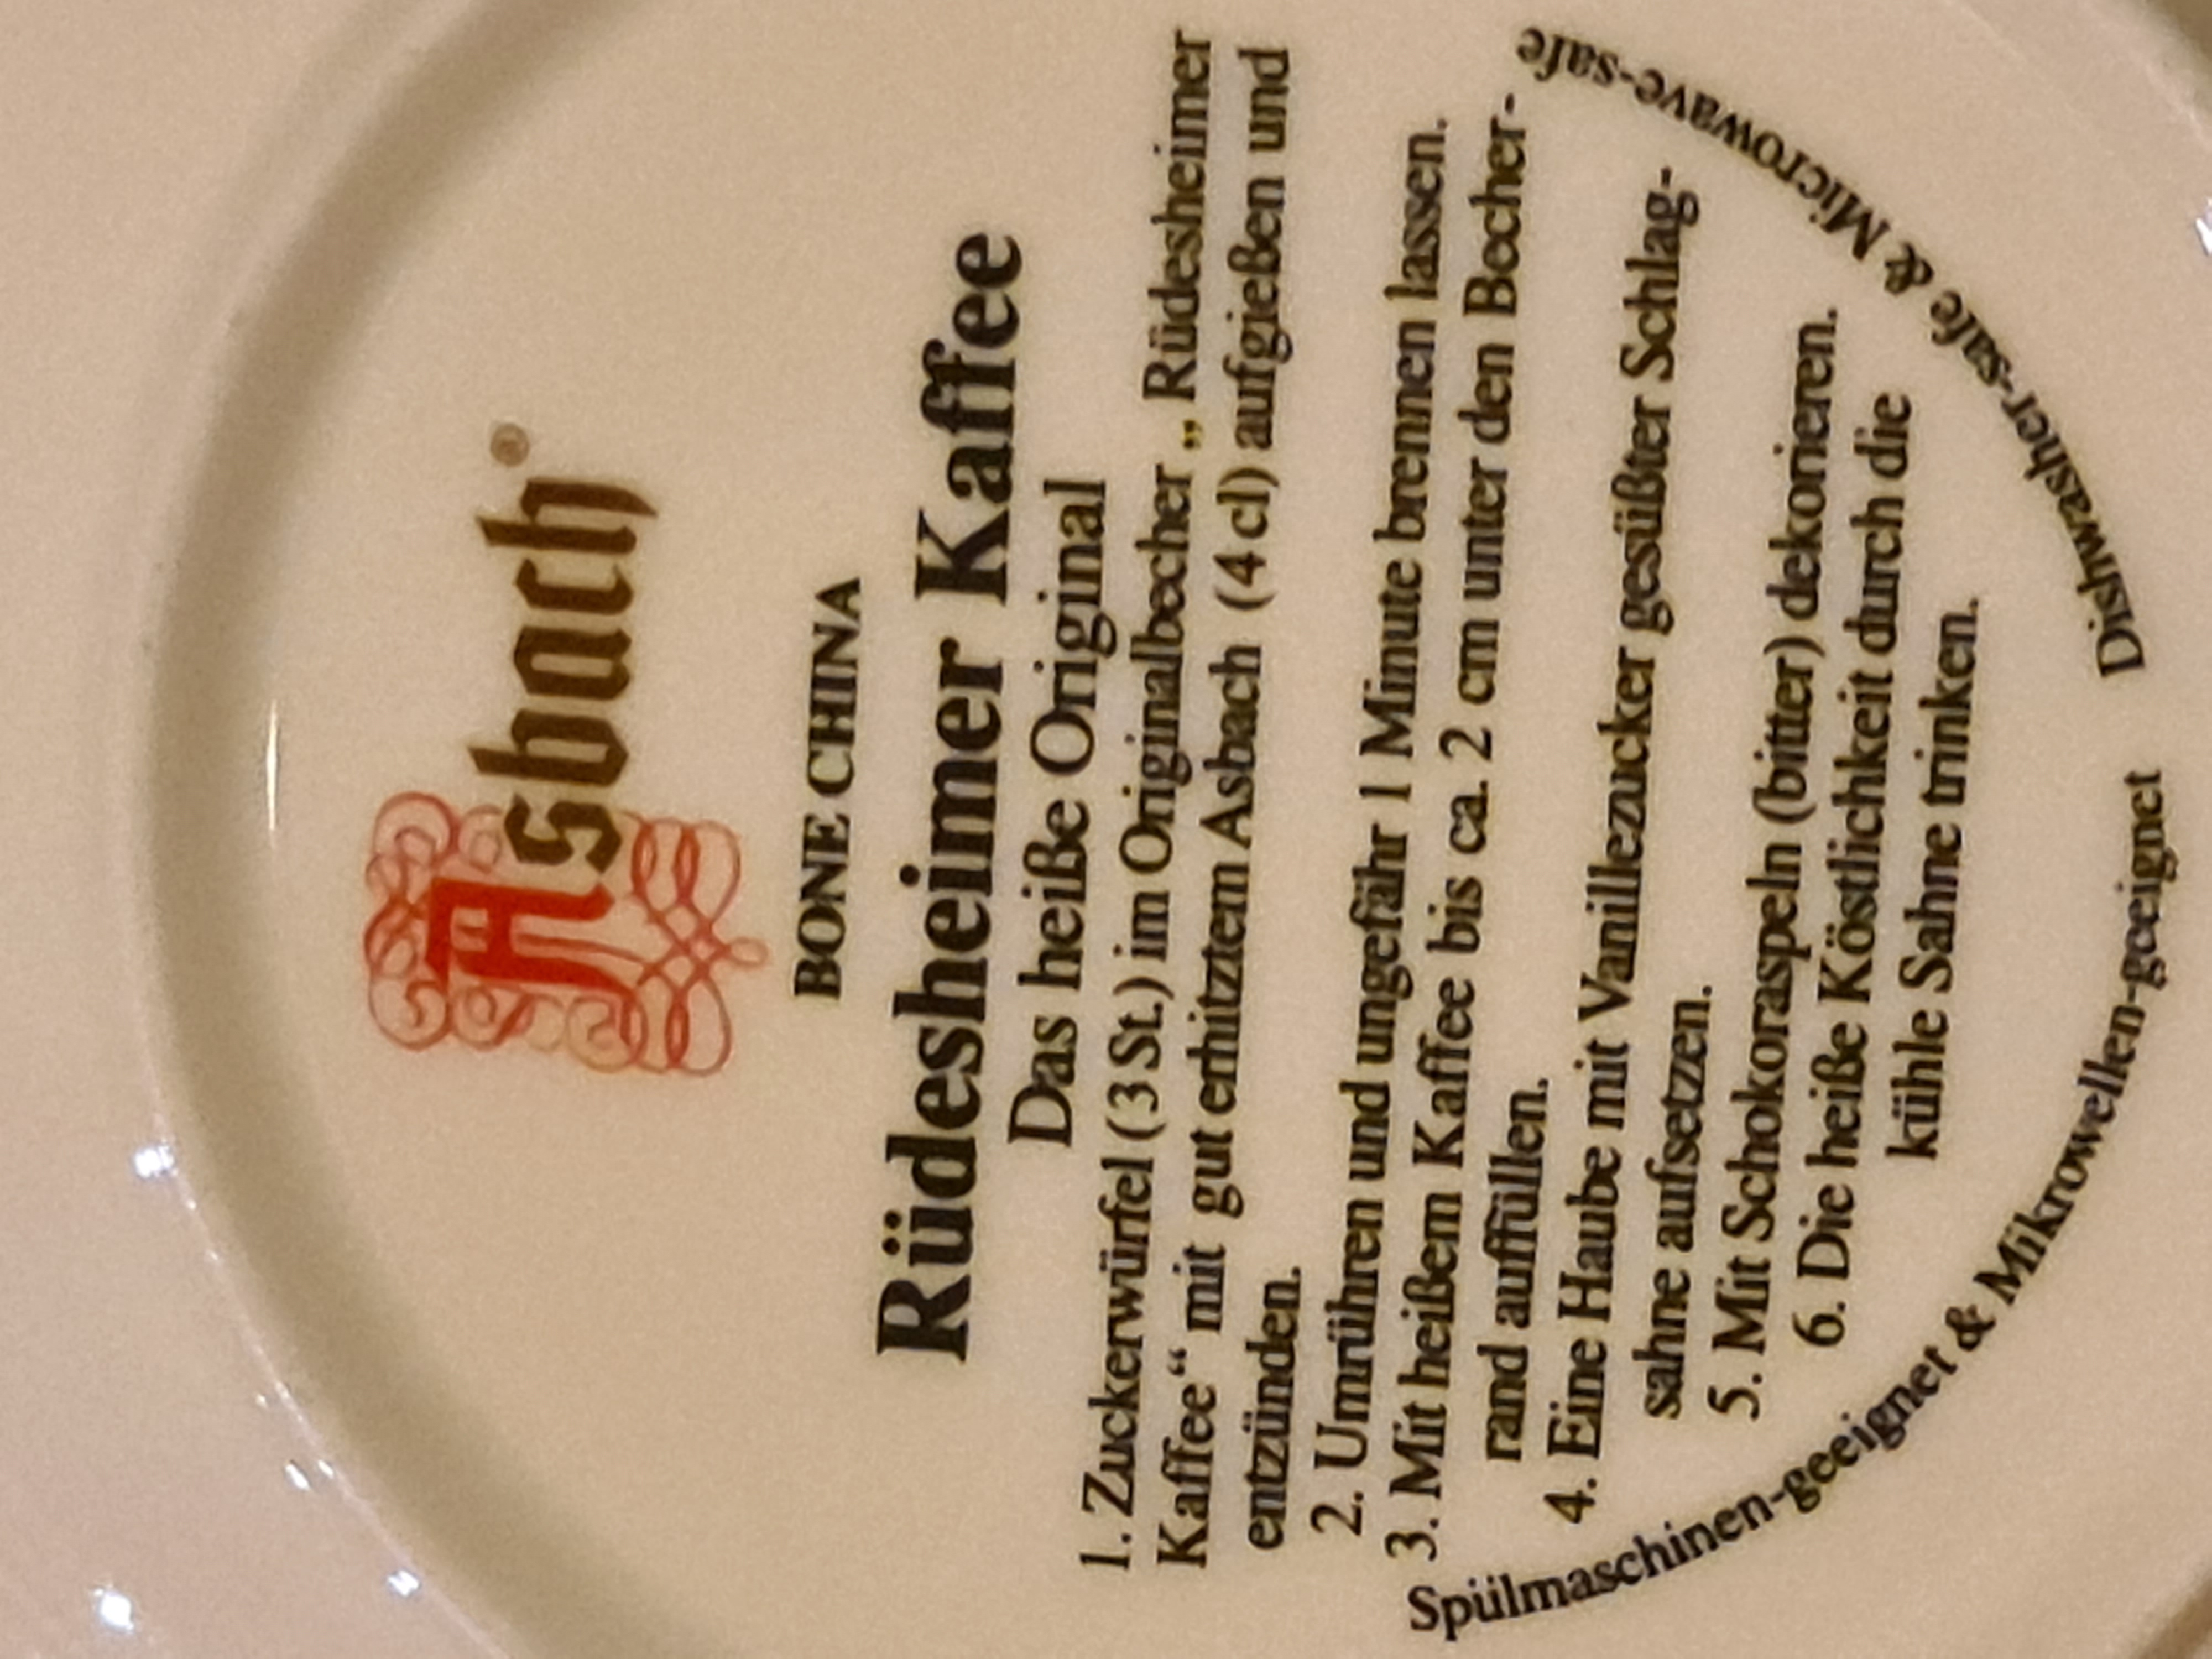 Asbach®
BONE CHINA
Rüdesheimer Kaffee
Das heiße Original
1. Zuckerwürfel (3 St.) im Originalbecher „Rüdesheimer
Kaffee“ mit gut erhitztem Asbach (4 cl) aufgießen und
entzünden.
2. Umrühren und ungefähr 1 Minute brennen lassen.
3. Mit heißem Kaffee bis ca. 2 cm unter den Becher-
rand auffüllen.
4. Eine Haube mit Vanillezucker gesüßter Schlag-
sahne aufsetzen.
5. Mit Schokoraspeln (bitter) dekorieren.
6. Die heiße Köstlichkeit durch die
kühle Sahne trinken.
Spülmaschinen-geeignet & Mikrowellen-geeignet
Dishwasher-safe & Microwave-safe